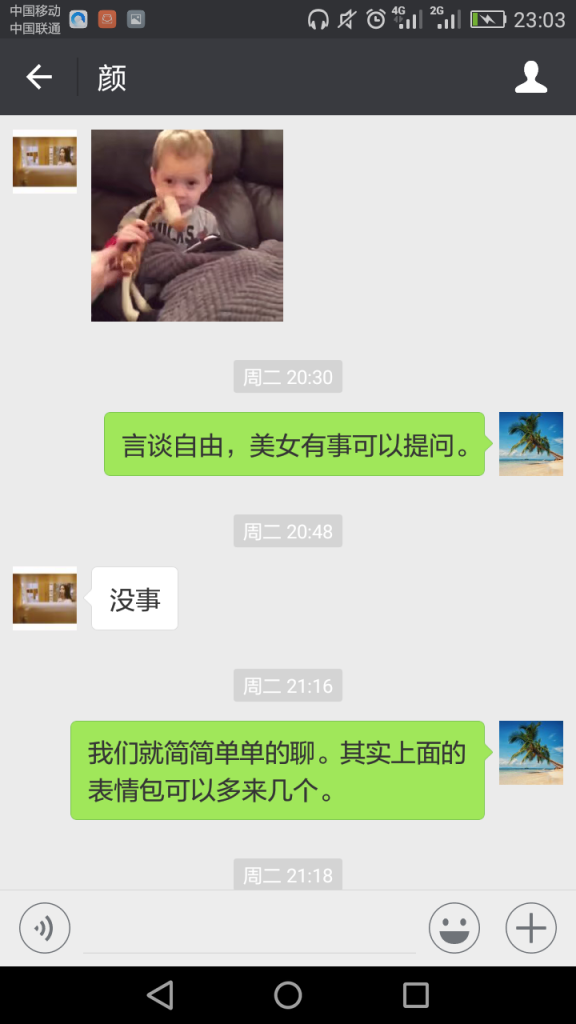 中国移动
中国联通
4G
2G
23:03
颜
周二 20:30
言谈自由，美女有事可以提问。
周二 20:48
没事
周二 21:16
我们就简简单单的聊。其实上面的
表情包可以多来几个。
周二 21:18